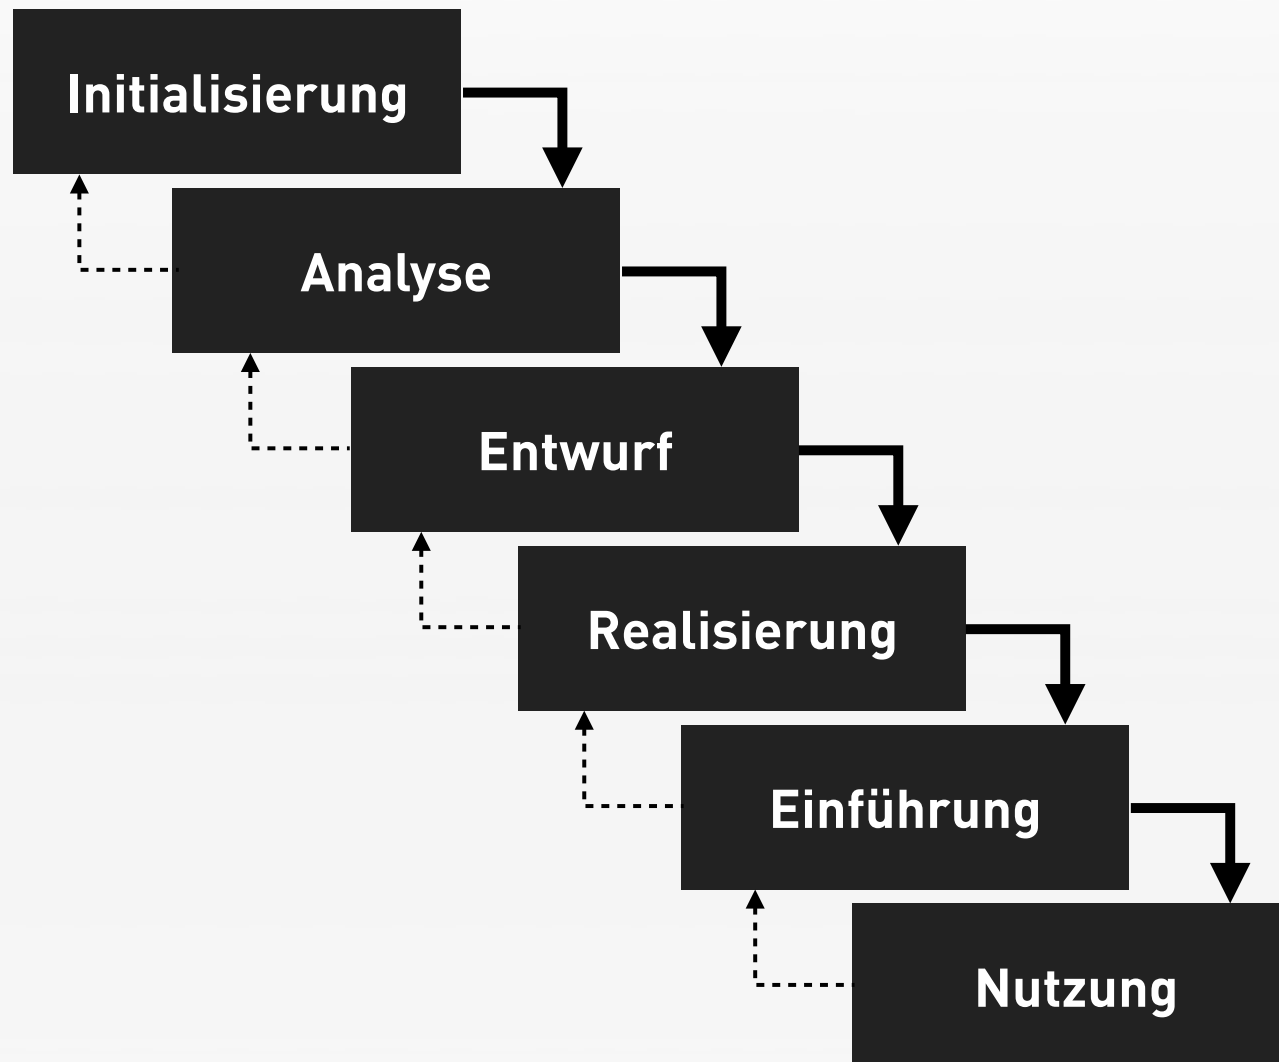 Initialisierung
Analyse
Entwurf
Realisierung
Einführung
Nutzung